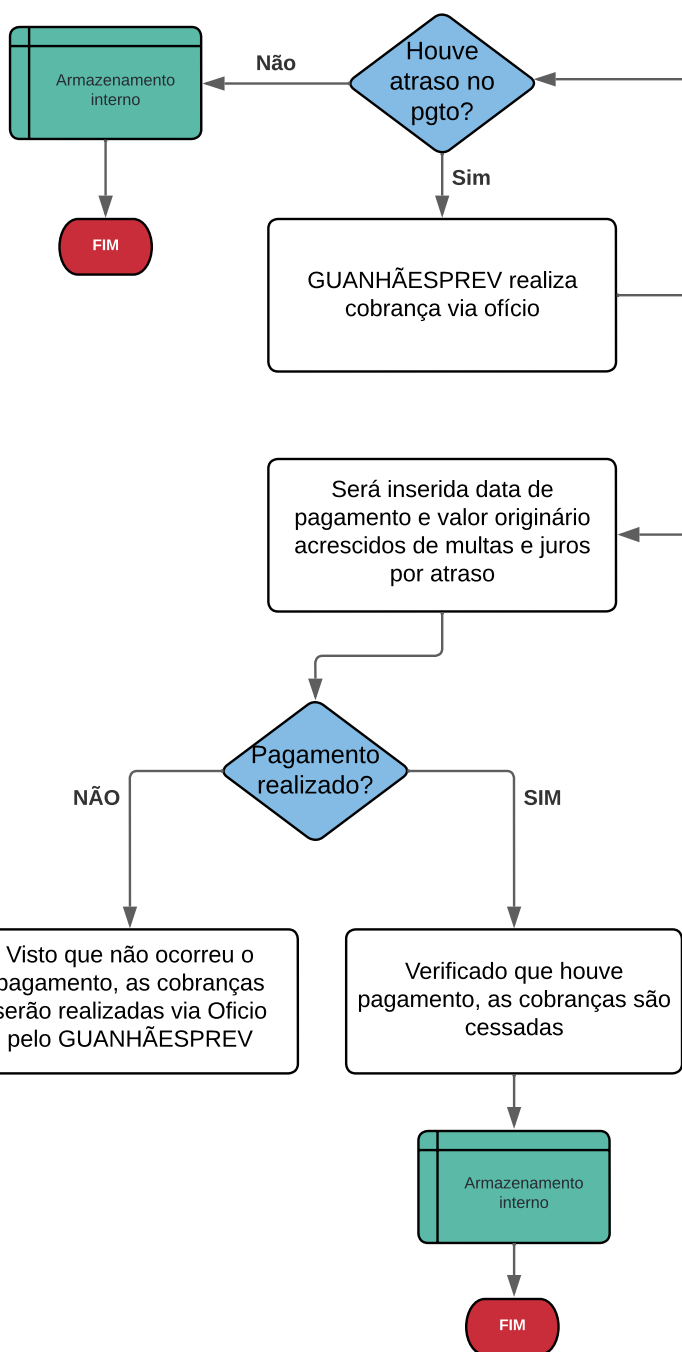 Houve
atraso no
pgto?
Não
Armazenamento
interno
FIM
Sim
GUANHÃESPREV realiza
cobrança via ofício
Será inserida data de
pagamento e valor originário
acrescidos de multas e juros
por atraso
Pagamento
realizado?
NÃO
SIM
Visto que não ocorreu o
pagamento, as cobranças
serão realizadas via Oficio
pelo GUANHÃESPREV
Verificado que houve
pagamento, as cobranças são
cessadas
Armazenamento
interno
FIM